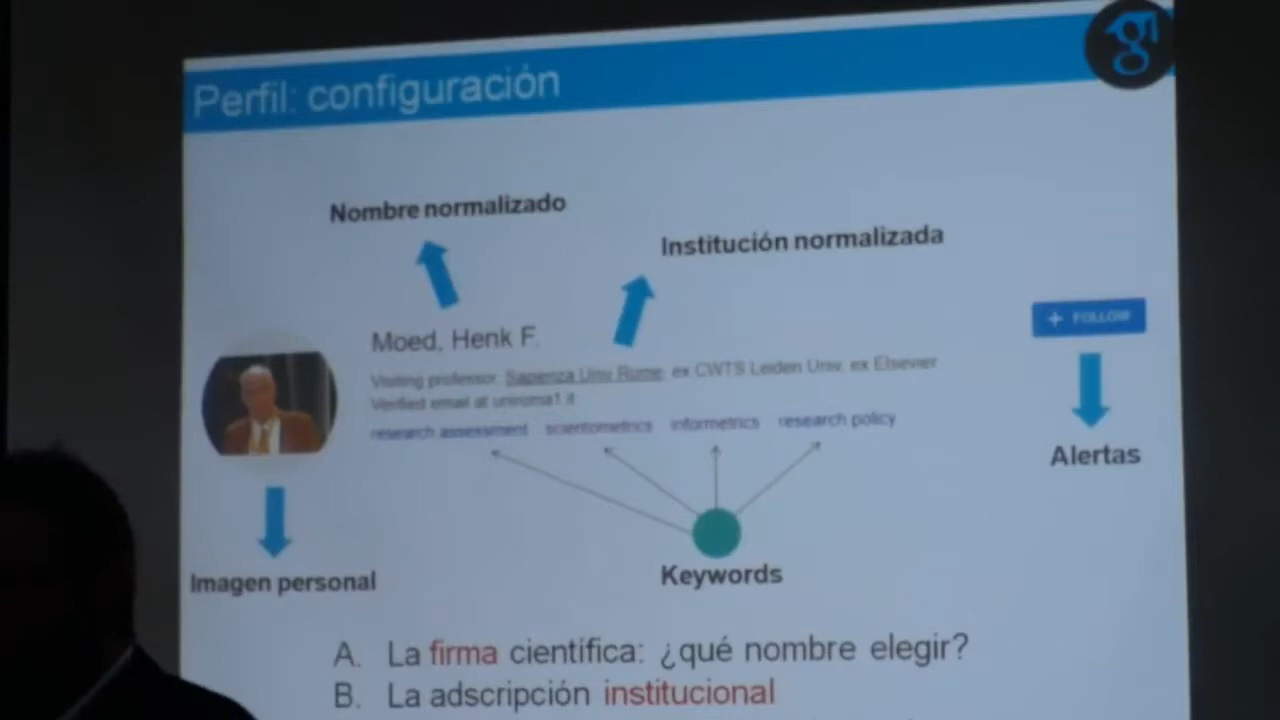 Perfil: configuración
Nombre normalizado
Institución normalizada
Moed, Henk F.
+ FOLLOW
Visiting professor, Sapienza Univ Rome, ex CWTS Leiden Univ, ex Elsevier
Verified email at uniroma1.it
research assessment scientometrics informetrics research policy
Alertas
Imagen personal
Keywords
A. La firma científica: ¿qué nombre elegir?
B. La adscripción institucional